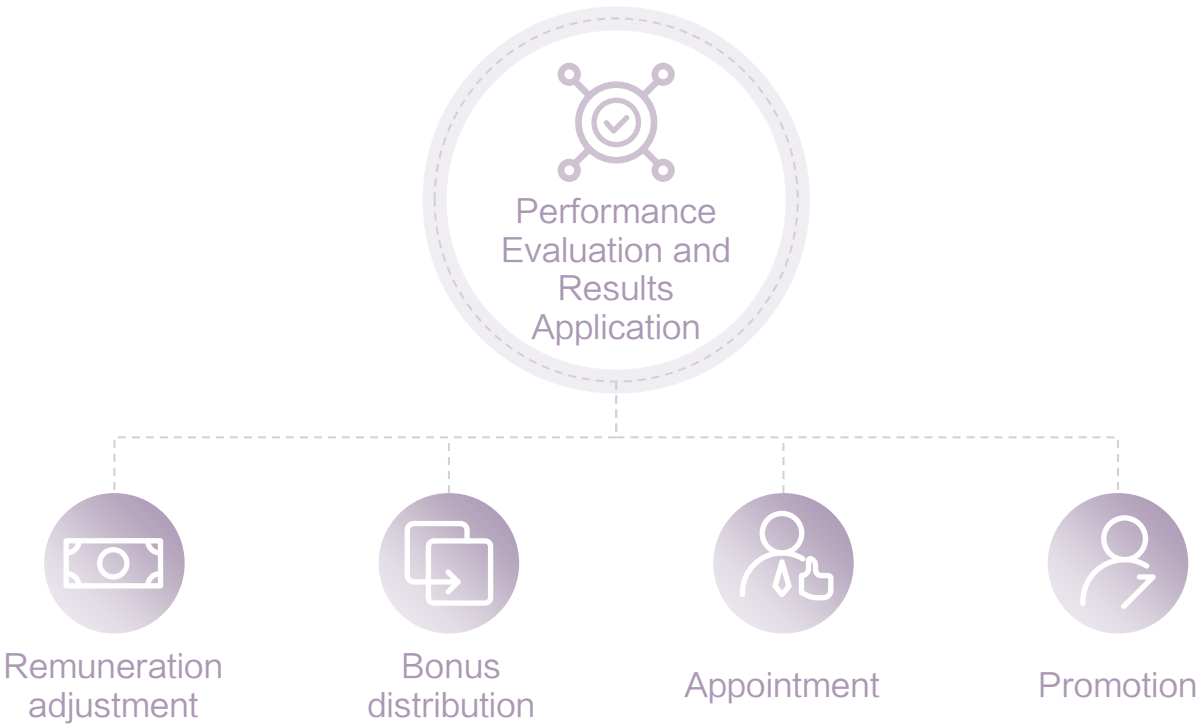 Performance
Evaluation and
Results
Application
Remuneration
adjustment
Bonus
distribution
Appointment
Promotion